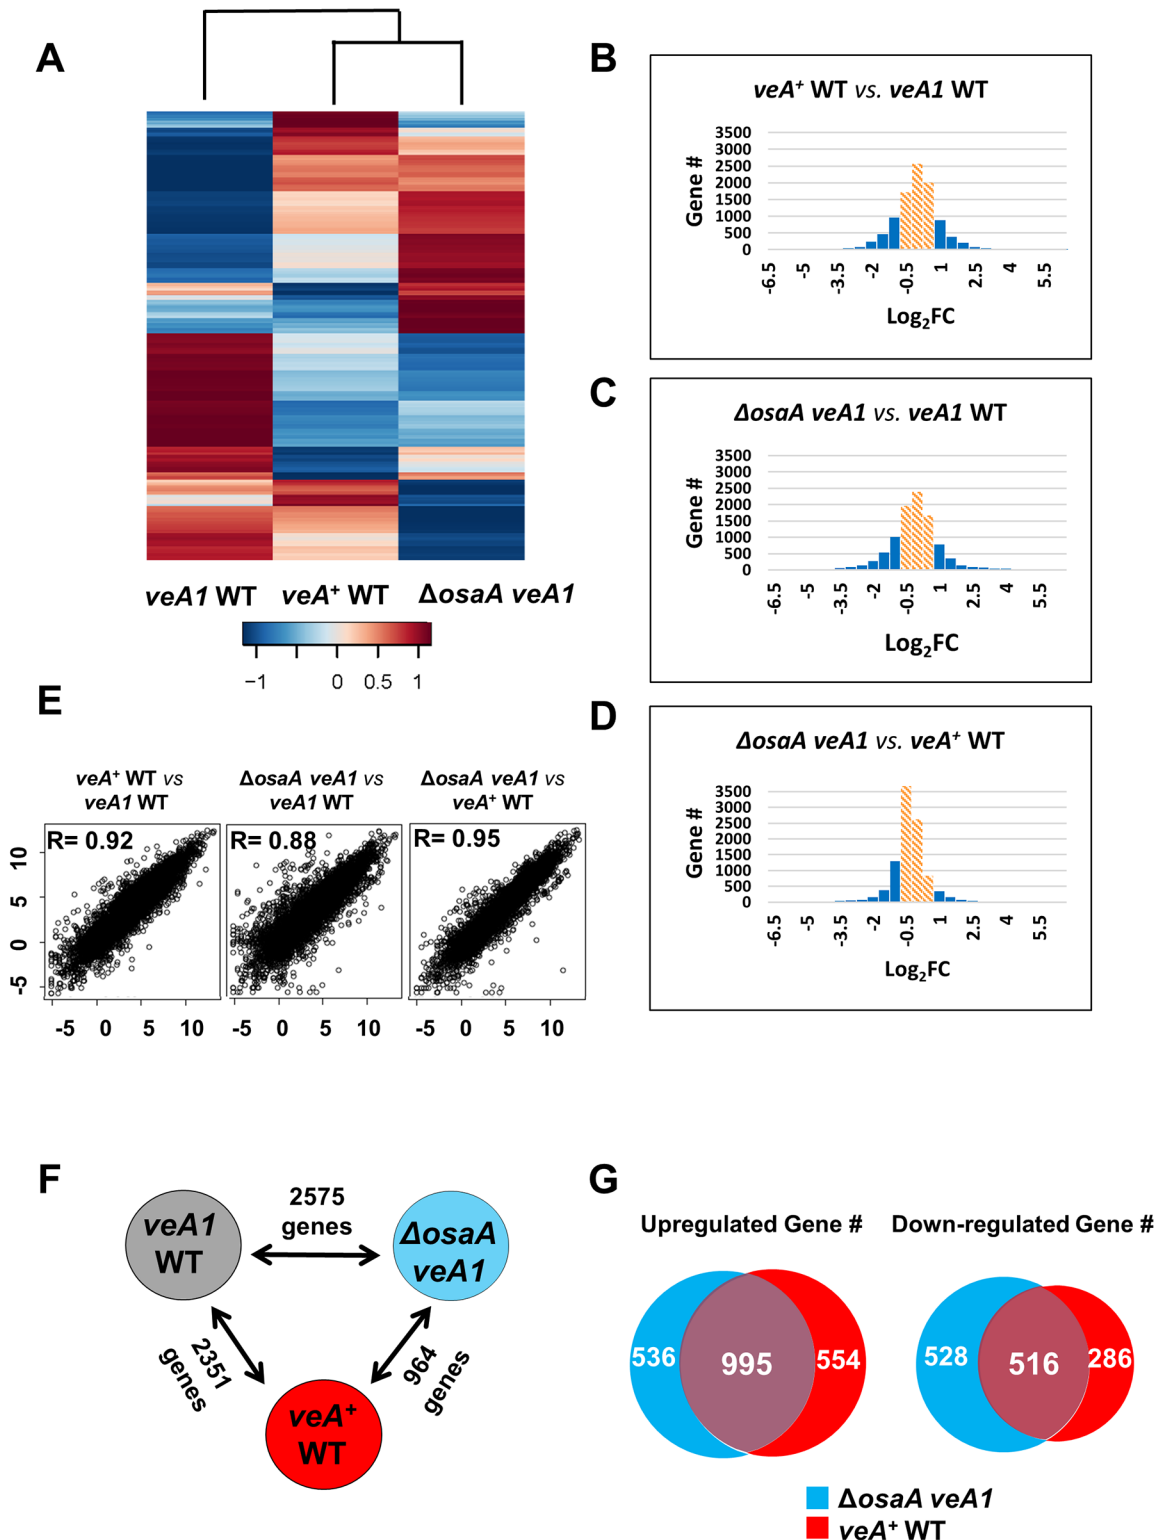 A
veA1 WT
veA+ WT
ΔosaA veA1
−1
0
0.5
1
B
veA+ WT vs. veA1 WT
Gene #
3500
3000
2500
2000
1500
1000
500
0
-6.5
-5
-3.5
-2
-0.5
1
2.5
4
5.5
Log2FC
C
ΔosaA veA1 vs. veA1 WT
Gene #
3500
3000
2500
2000
1500
1000
500
0
-6.5
-5
-3.5
-2
-0.5
1
2.5
4
5.5
Log2FC
D
ΔosaA veA1 vs. veA+ WT
Gene #
3500
3000
2500
2000
1500
1000
500
0
-6.5
-5
-3.5
-2
-0.5
1
2.5
4
5.5
Log2FC
E
veA+ WT vs
veA1 WT
ΔosaA veA1 vs
veA1 WT
ΔosaA veA1 vs
veA+ WT
R= 0.92
R= 0.88
R= 0.95
10
5
0
-5
-5 0 5 10
-5 0 5 10
-5 0 5 10
F
veA1
WT
2575
genes
ΔosaA
veA1
2351
genes
964
genes
veA+
WT
G
Upregulated Gene #
Down-regulated Gene #
536
995
554
528
516
286
ΔosaA veA1
veA+ WT